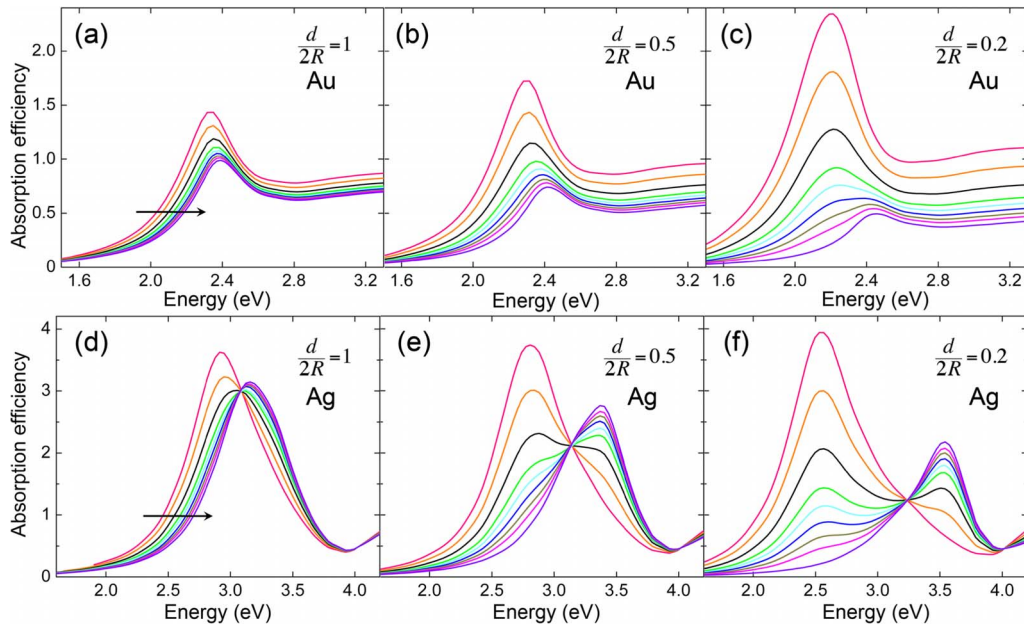 (a)
d/2R = 1
Au
(b)
d/2R = 0.5
Au
(c)
d/2R = 0.2
Au
Absorption efficiency
2.0
1.5
1.0
0.5
0
1.6 2.0 2.4 2.8 3.2
1.6 2.0 2.4 2.8 3.2
1.6 2.0 2.4 2.8 3.2
Energy (eV)
Energy (eV)
Energy (eV)
(d)
d/2R = 1
Ag
(e)
d/2R = 0.5
Ag
(f)
d/2R = 0.2
Ag
Absorption efficiency
4
3
2
1
0
2.0 2.5 3.0 3.5 4.0
2.0 2.5 3.0 3.5 4.0
2.0 2.5 3.0 3.5 4.0
Energy (eV)
Energy (eV)
Energy (eV)